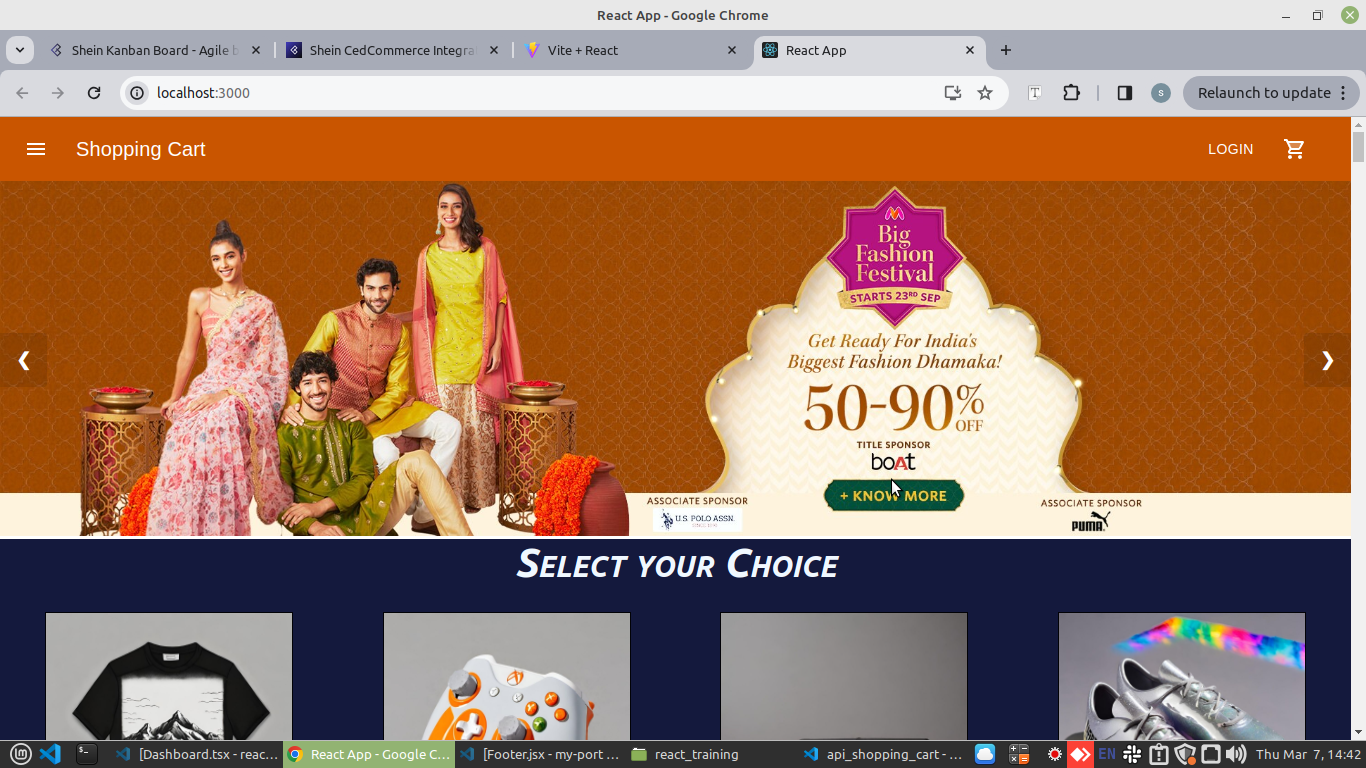 React App - Google Chrome
Shein Kanban Board - Agile b
Shein CedCommerce Integra
Vite + React
React App
localhost:3000
T
s
Relaunch to update
Shopping Cart
LOGIN
Big
Fashion
Festival
STARTS 23RD SEP
Get Ready For India's
Biggest Fashion Dhamaka!
50-90%
OFF
TITLE SPONSOR
boAt
+ KNOW MORE
ASSOCIATE SPONSOR
U.S. POLO ASSN.
ASSOCIATE SPONSOR
PUMA
SELECT YOUR CHOICE
[Dashboard.tsx - reac...
React App - Google C...
[Footer.jsx - my-port ...
react_training
api_shopping_cart - ...
EN
Thu Mar 7, 14:42